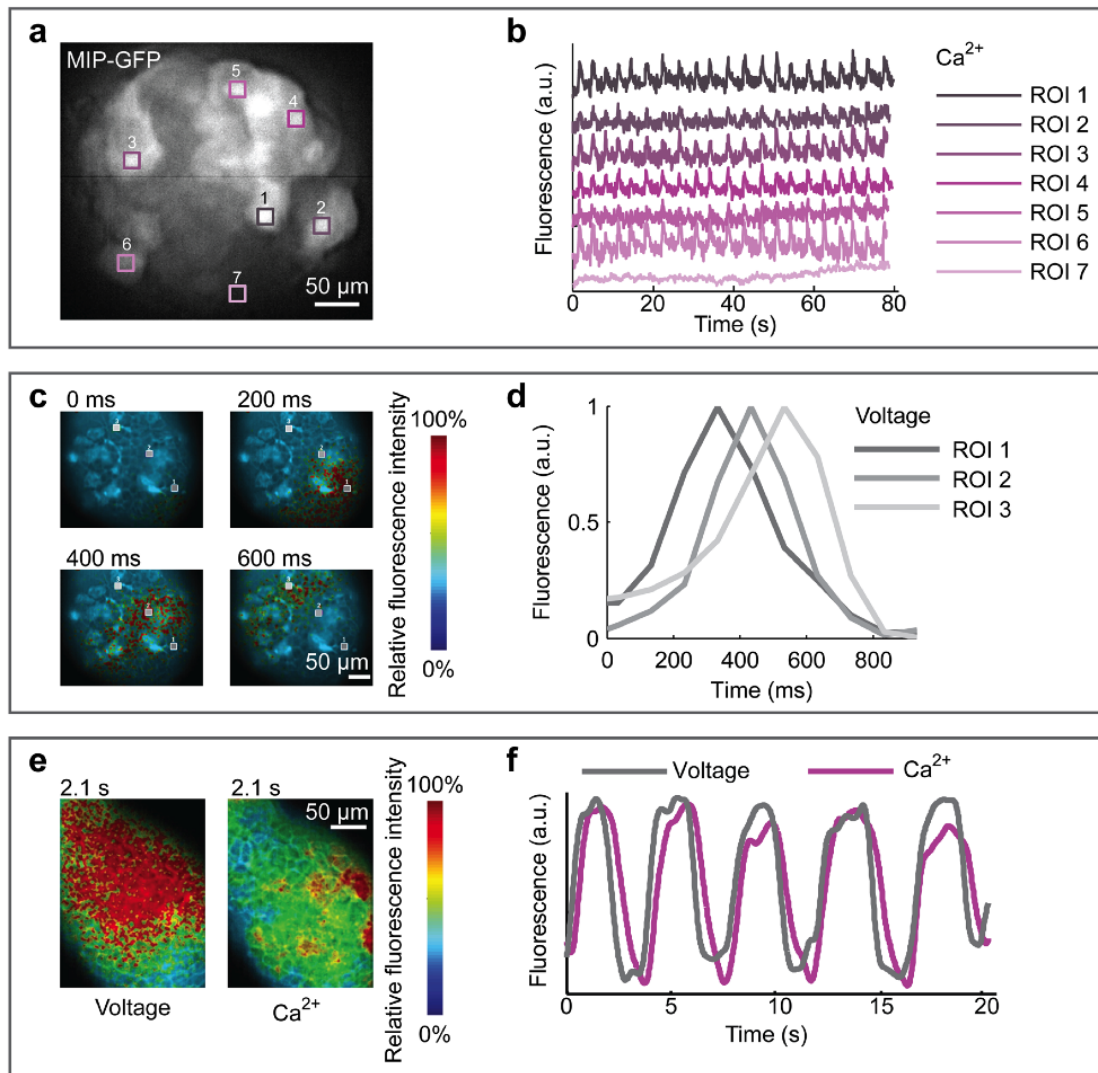 a
MIP-GFP
5
4
3
1
2
6
7
50 µm
b
Fluorescence (a.u.)
0
20
40
60
80
Time (s)
Ca²⁺
ROI 1
ROI 2
ROI 3
ROI 4
ROI 5
ROI 6
ROI 7
c
0 ms
200 ms
400 ms
600 ms
50 µm
Relative fluorescence intensity
100%
0%
d
Fluorescence (a.u.)
1
0.5
0
0
200
400
600
800
Time (ms)
Voltage
ROI 1
ROI 2
ROI 3
e
2.1 s
2.1 s
50 µm
Voltage
Ca²⁺
Relative fluorescence intensity
100%
0%
f
Voltage
Ca²⁺
Fluorescence (a.u.)
0
5
10
15
20
Time (s)